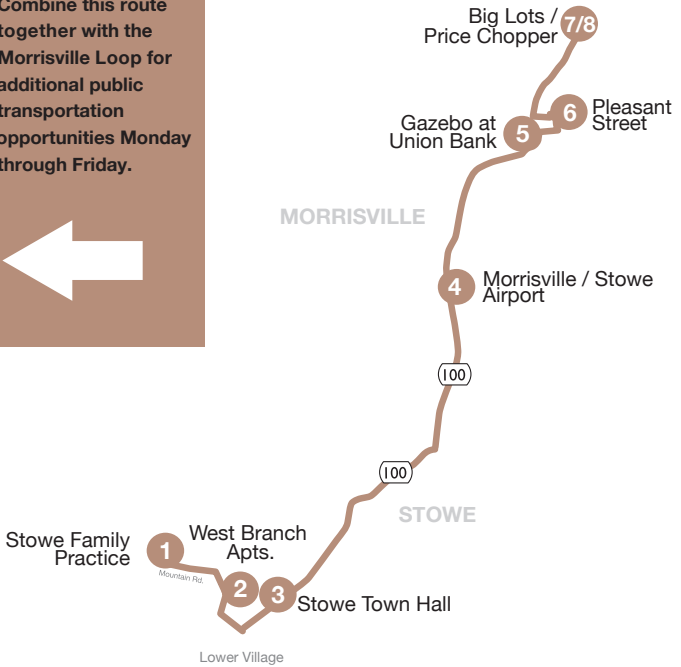 Combine this route
together with the
Morrisville Loop for
additional public
transportation
opportunities Monday
through Friday.
Big Lots /
Price Chopper
7/8
6
Pleasant
Street
Gazebo at
Union Bank
5
MORRISVILLE
4
Morrisville / Stowe
Airport
100
100
STOWE
Stowe Family
Practice
1
Mountain Rd.
West Branch
Apts.
2
3
Stowe Town Hall
Lower Village